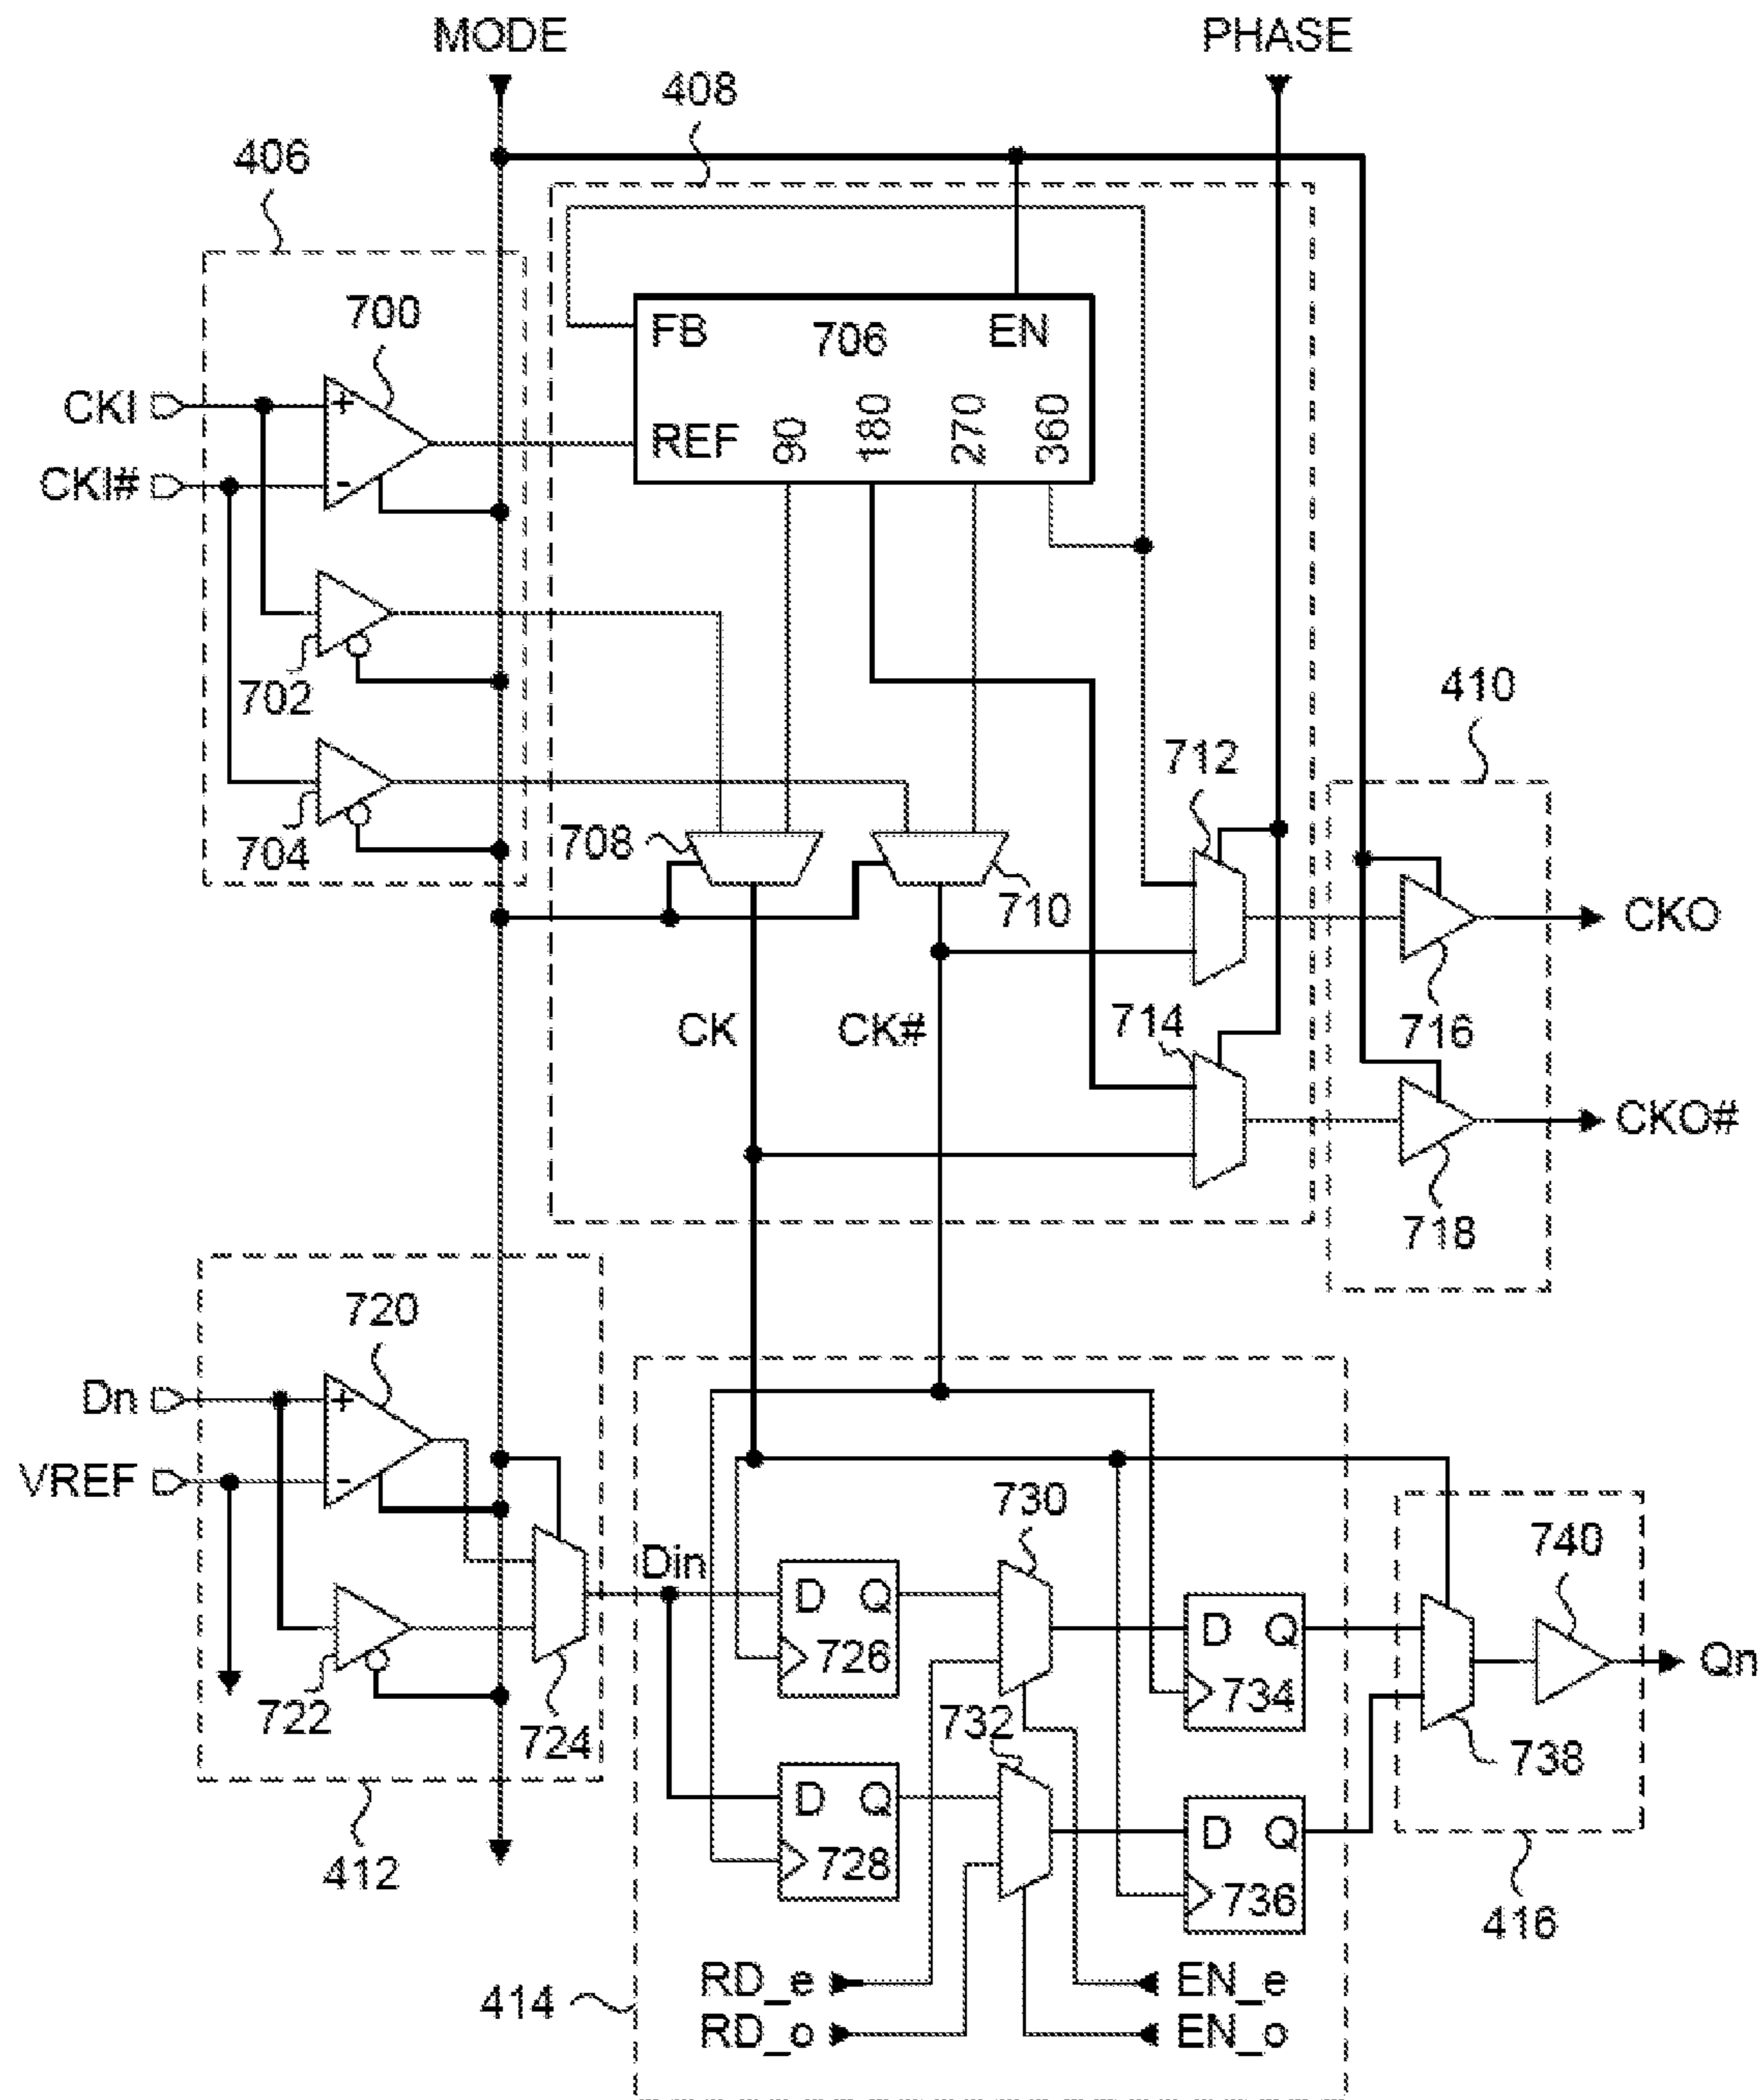 MODE PHASE
408
406
700
FB 706 EN
CKI
REF 90 180 270 360
CKI#
702
410
712
704 708
710
CKO
CK CK# 714 716
CKO#
718
720
Dn
VREF
730
740
Din
D Q
726
D Q
734
Qn
722 724
732
738
D Q
728
D Q
736
412
416
RD_e EN_e
414
RD_o EN_o